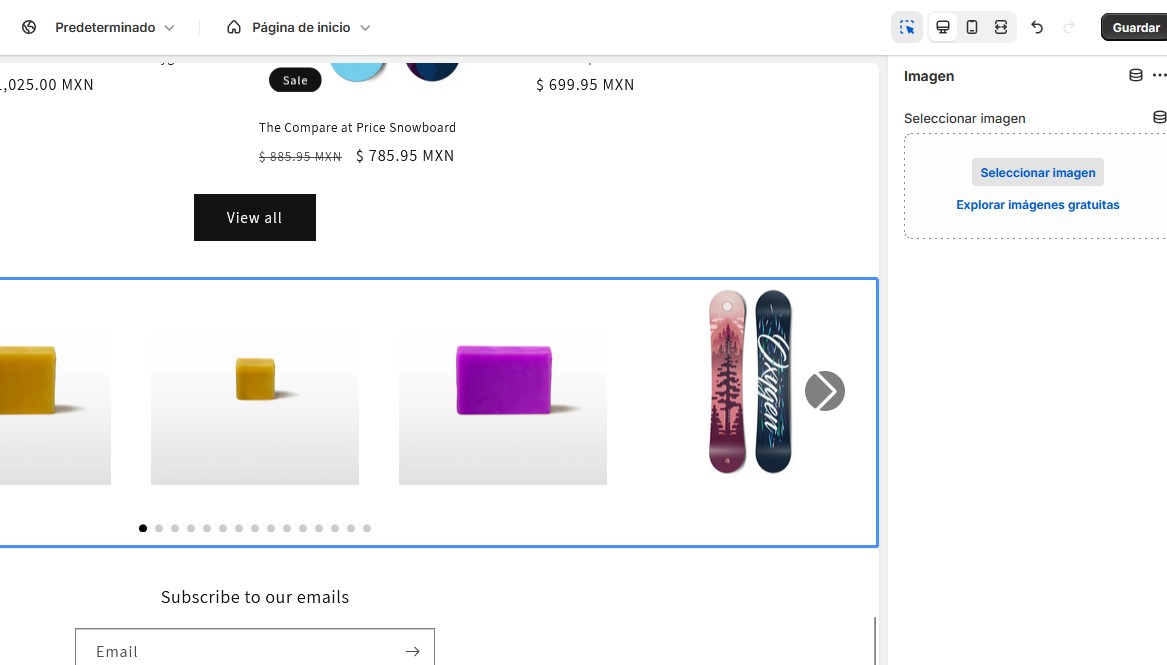 Predeterminado
Página de inicio
Guardar
Sale
,025.00 MXN
$ 699.95 MXN
The Compare at Price Snowboard
$ 885.95 MXN $ 785.95 MXN
View all
Oxygen
Subscribe to our emails
Email
Imagen
Seleccionar imagen
Seleccionar imagen
Explorar imágenes gratuitas